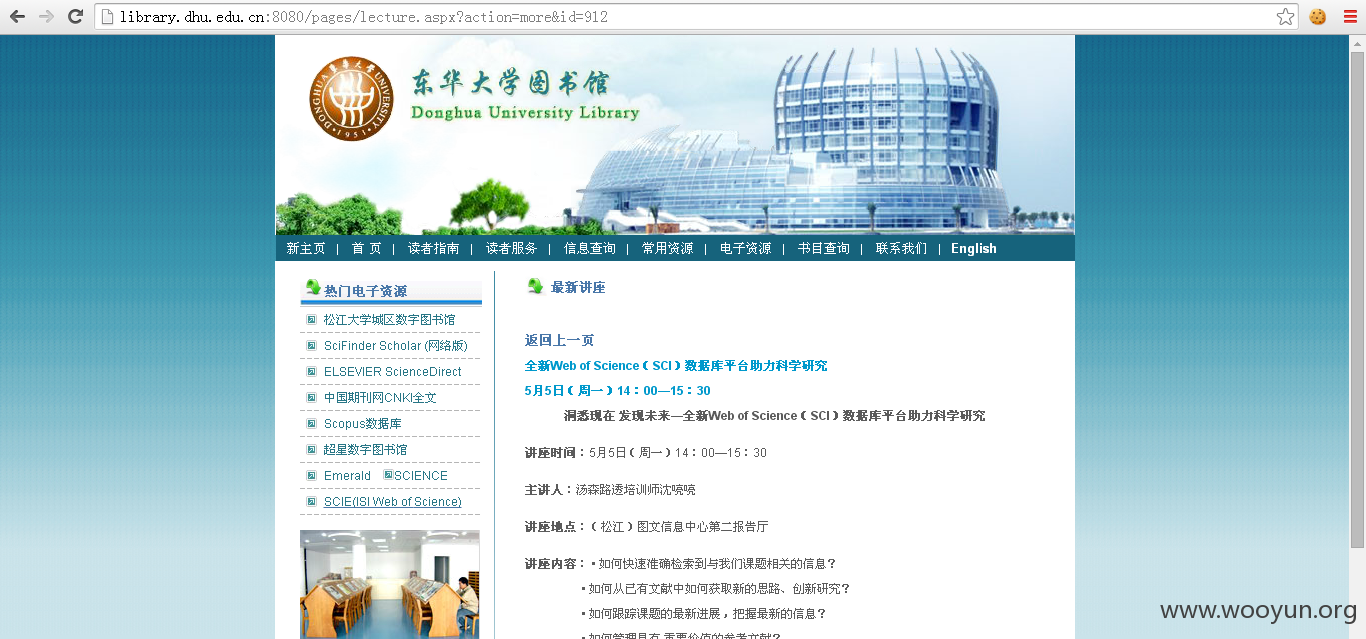 library.dhu.edu.cn:8080/pages/lecture.aspx?action=more&id=912
东华大学图书馆
Donghua University Library
DONGHUA UNIVERSITY
东华大学
1951
新主页 | 首 页 | 读者指南 | 读者服务 | 信息查询 | 常用资源 | 电子资源 | 书目查询 | 联系我们 | English
热门电子资源
松江大学城区数字图书馆
SciFinder Scholar (网络版)
ELSEVIER ScienceDirect
中国期刊网CNKI全文
Scopus数据库
超星数字图书馆
Emerald SCIENCE
SCIE(ISI Web of Science)
最新讲座
返回上一页
全新Web of Science（SCI）数据库平台助力科学研究
5月5日（周一）14：00—15：30
洞悉现在 发现未来—全新Web of Science（SCI）数据库平台助力科学研究
讲座时间：5月5日（周一）14：00—15：30
主讲人：汤森路透培训师沈喨喨
讲座地点：（松江）图文信息中心第二报告厅
讲座内容：•如何快速准确检索到与我们课题相关的信息？
•如何从已有文献中如何获取新的思路、创新研究？
•如何跟踪课题的最新进展，把握最新的信息？
•如何管理具有 重要价值的参考文献？
www.wooyun.org